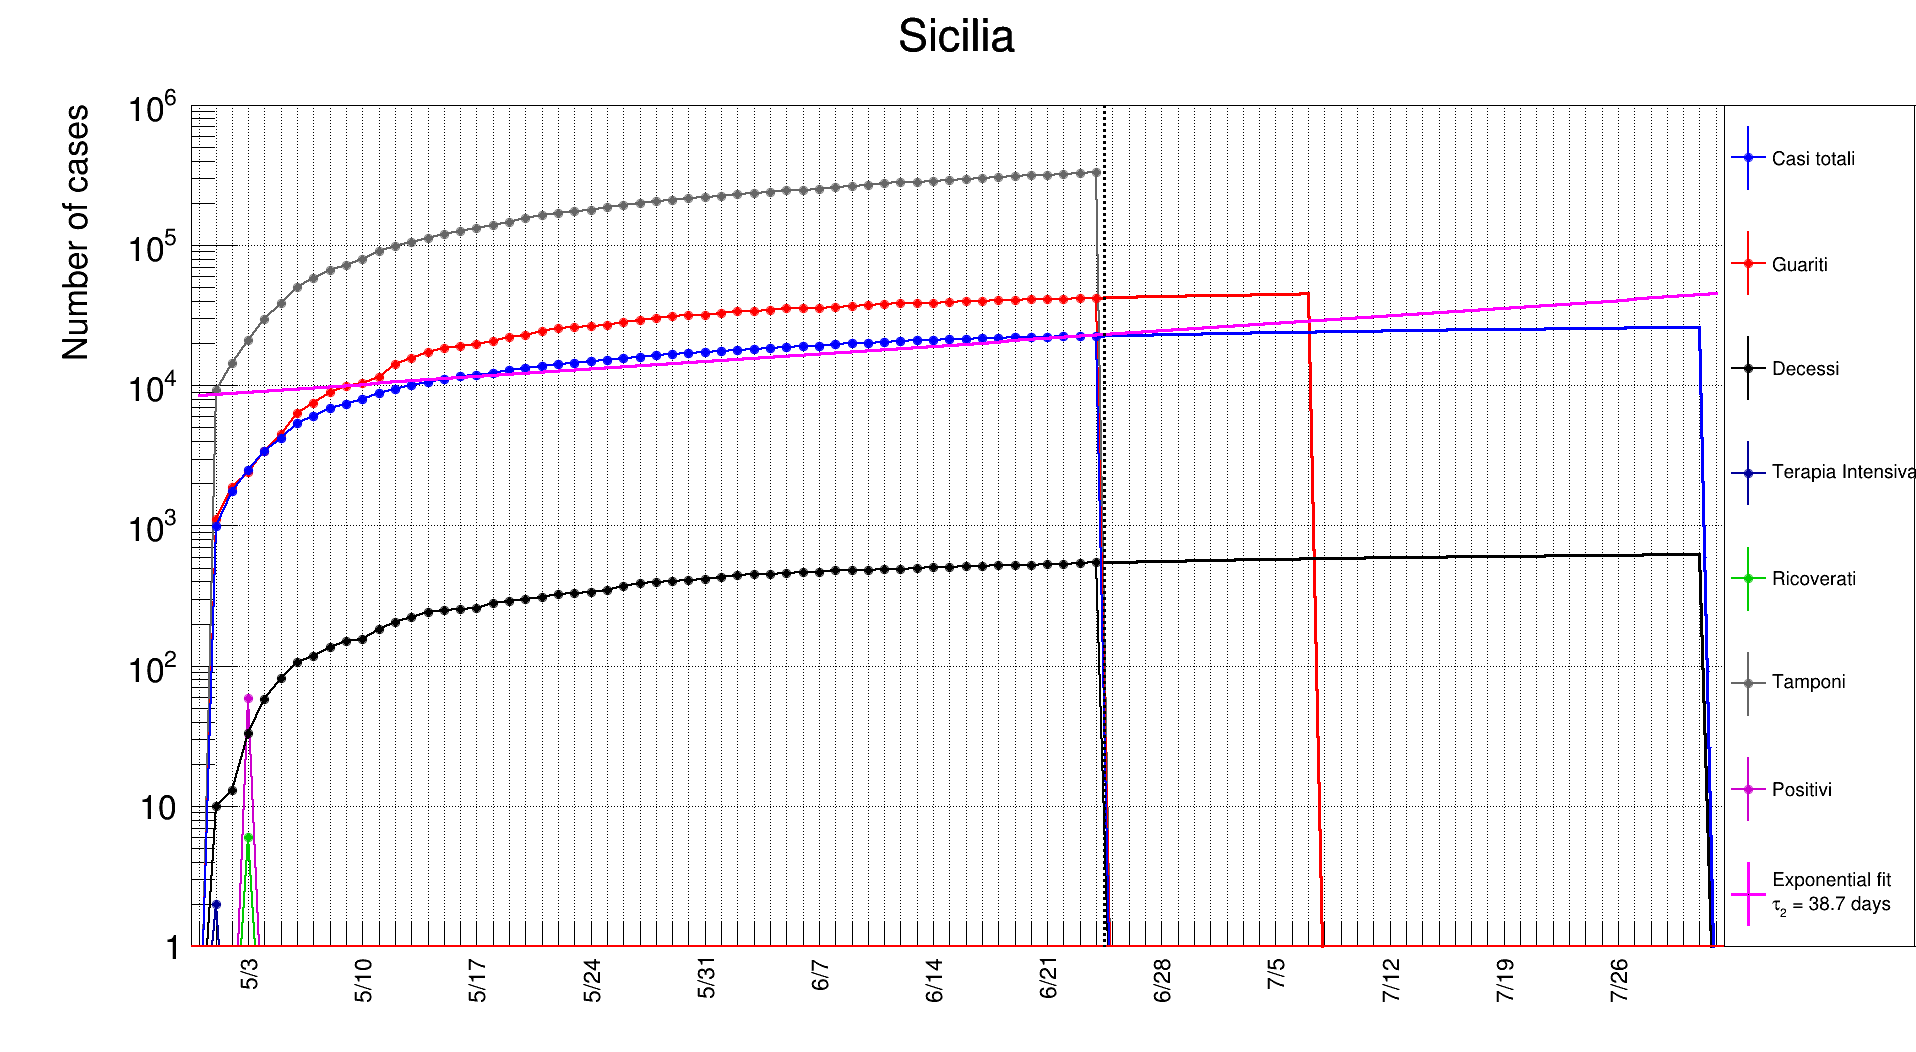 Sicilia
Number of cases
10^6
10^5
10^4
10^3
10^2
10
1
5/3
5/10
5/17
5/24
5/31
6/7
6/14
6/21
6/28
7/5
7/12
7/19
7/26
Casi totali
Guariti
Decessi
Terapia Intensiva
Ricoverati
Tamponi
Positivi
Exponential fit
τ_2 = 38.7 days